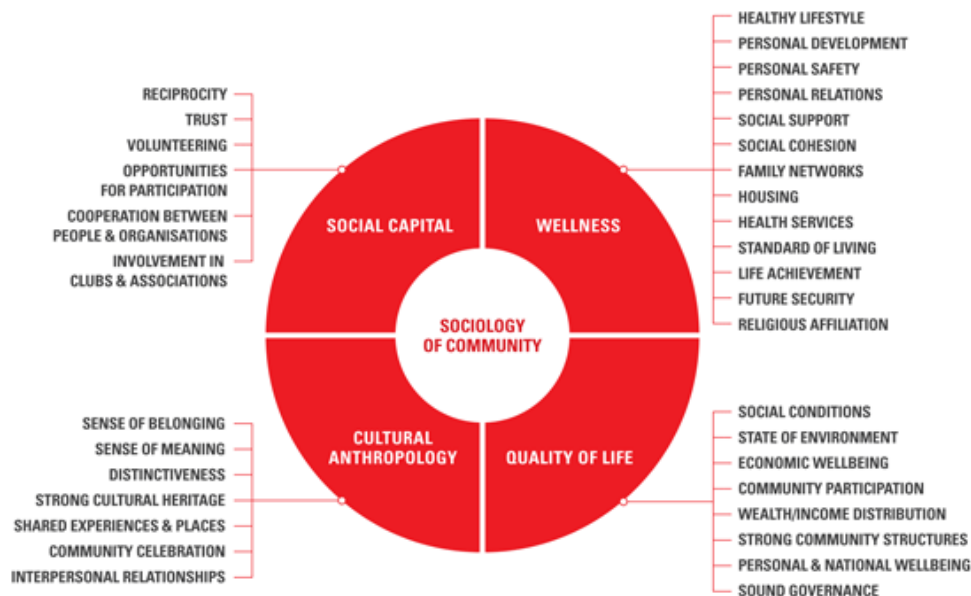 RECIPROCITY
TRUST
VOLUNTEERING
OPPORTUNITIES
FOR PARTICIPATION
COOPERATION BETWEEN
PEOPLE & ORGANISATIONS
INVOLVEMENT IN
CLUBS & ASSOCIATIONS
SOCIAL CAPITAL
WELLNESS
HEALTHY LIFESTYLE
PERSONAL DEVELOPMENT
PERSONAL SAFETY
PERSONAL RELATIONS
SOCIAL SUPPORT
SOCIAL COHESION
FAMILY NETWORKS
HOUSING
HEALTH SERVICES
STANDARD OF LIVING
LIFE ACHIEVEMENT
FUTURE SECURITY
RELIGIOUS AFFILIATION
SOCIOLOGY
OF COMMUNITY
SENSE OF BELONGING
SENSE OF MEANING
DISTINCTIVENESS
STRONG CULTURAL HERITAGE
SHARED EXPERIENCES & PLACES
COMMUNITY CELEBRATION
INTERPERSONAL RELATIONSHIPS
CULTURAL
ANTHROPOLOGY
QUALITY OF LIFE
SOCIAL CONDITIONS
STATE OF ENVIRONMENT
ECONOMIC WELLBEING
COMMUNITY PARTICIPATION
WEALTH/INCOME DISTRIBUTION
STRONG COMMUNITY STRUCTURES
PERSONAL & NATIONAL WELLBEING
SOUND GOVERNANCE